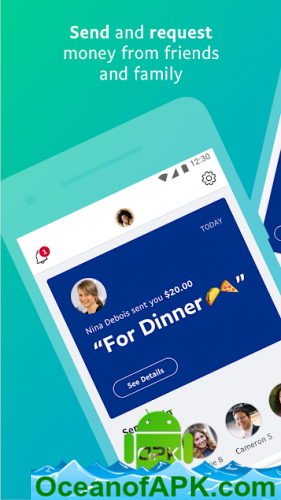 Send and request
money from friends
and family
12:30
1
TODAY
Nina Debois sent you $20.00
“For Dinner 🌮🍕”
See Details
Cameron S
APK
OceanofAPK.com